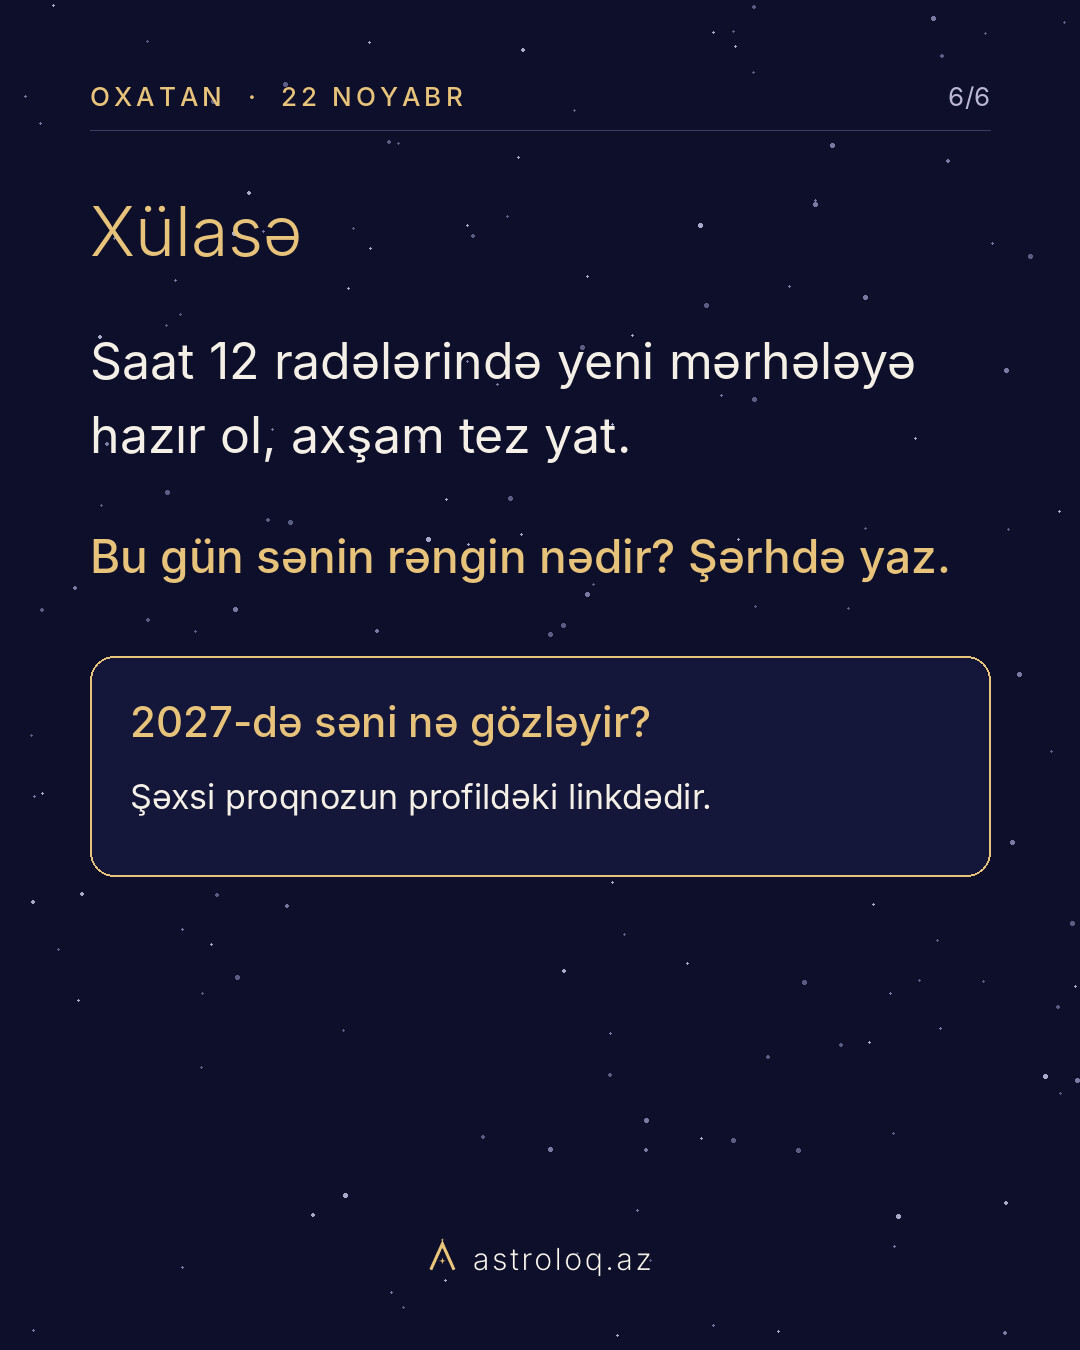 OXATAN · 22 NOYABR
6/6
Xülasə
Saat 12 radələrində yeni mərhələyə
hazır ol, axşam tez yat.
Bu gün sənin rəngin nədir? Şərhdə yaz.
2027-də səni nə gözləyir?
Şəxsi proqnozun profildəki linkdədir.
astroloq.az